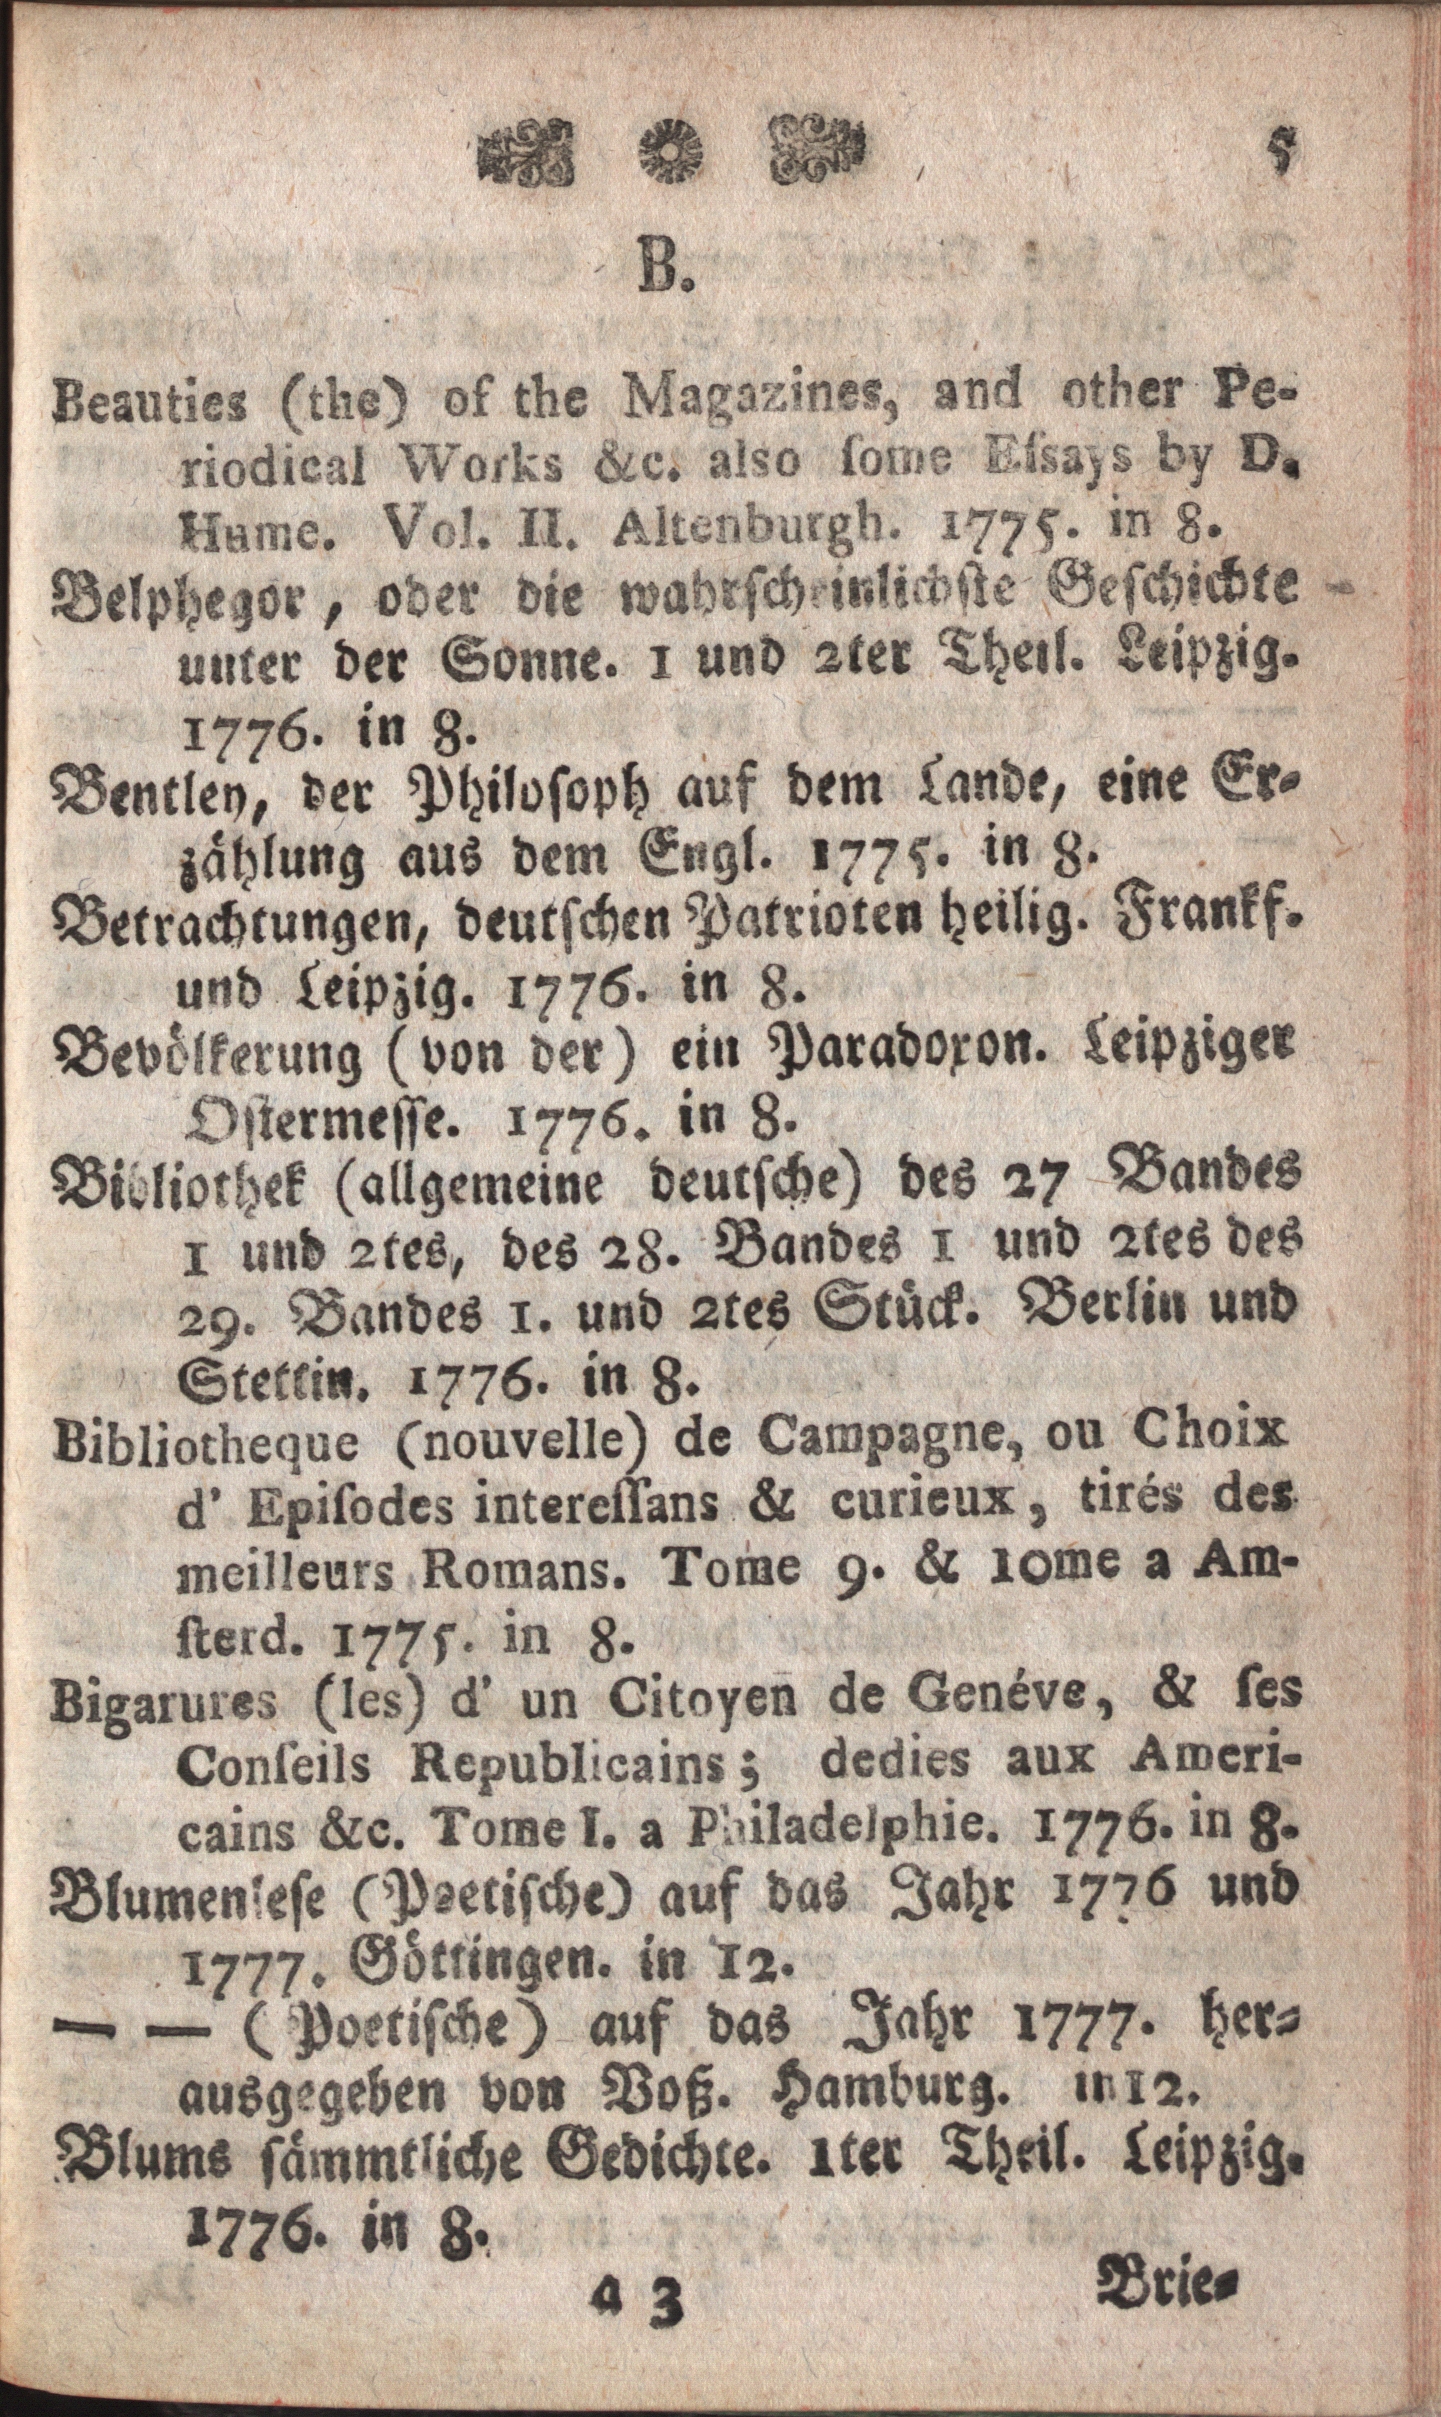 5
B.
Beauties (the) of the Magazines, and other Pe-
riodical Works &c. also ſome Eſsays by D.
Hume. Vol. II. Altenburgh. 1775. in 8.
Belphegor, oder die wahrſcheinlichſte Geſchichte
unter der Sonne. 1 und 2ter Theil. Leipzig.
1776. in 8.
Bentley, der Philoſoph auf dem Lande, eine Er-
zählung aus dem Engl. 1775. in 8.
Betrachtungen, deutſchen Patrioten heilig. Frankf.
und Leipzig. 1776. in 8.
Bevölkerung (von der) ein Paradoxon. Leipziger
Oſtermeſſe. 1776. in 8.
Bibliothek (allgemeine deutſche) des 27 Bandes
1 und 2tes, des 28. Bandes 1 und 2tes des
29. Bandes 1. und 2tes Stück. Berlin und
Stettin. 1776. in 8.
Bibliotheque (nouvelle) de Campagne, ou Choix
d' Epiſodes intereſſans & curieux, tirés des
meilleurs Romans. Tome 9. & 10me a Am-
ſterd. 1775. in 8.
Bigarures (les) d' un Citoyen de Genéve, & ſes
Conſeils Republicains; dedies aux Ameri-
cains &c. Tome I. a Philadelphie. 1776. in 8.
Blumenleſe (Poetiſche) auf das Jahr 1776 und
1777. Göttingen. in 12.
— — (Poetiſche) auf das Jahr 1777. her-
ausgegeben von Voß. Hamburg. in 12.
Blums ſämmtliche Gedichte. 1ter Theil. Leipzig.
1776. in 8.
a 3 Brie-